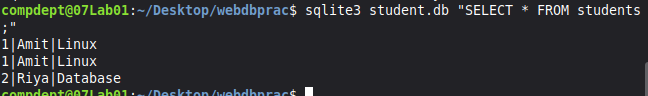 compdept@07Lab01:~/Desktop/webdbprac$ sqlite3 student.db "SELECT * FROM students
;"
1|Amit|Linux
1|Amit|Linux
2|Riya|Database
compdept@07Lab01:~/Desktop/webdbprac$